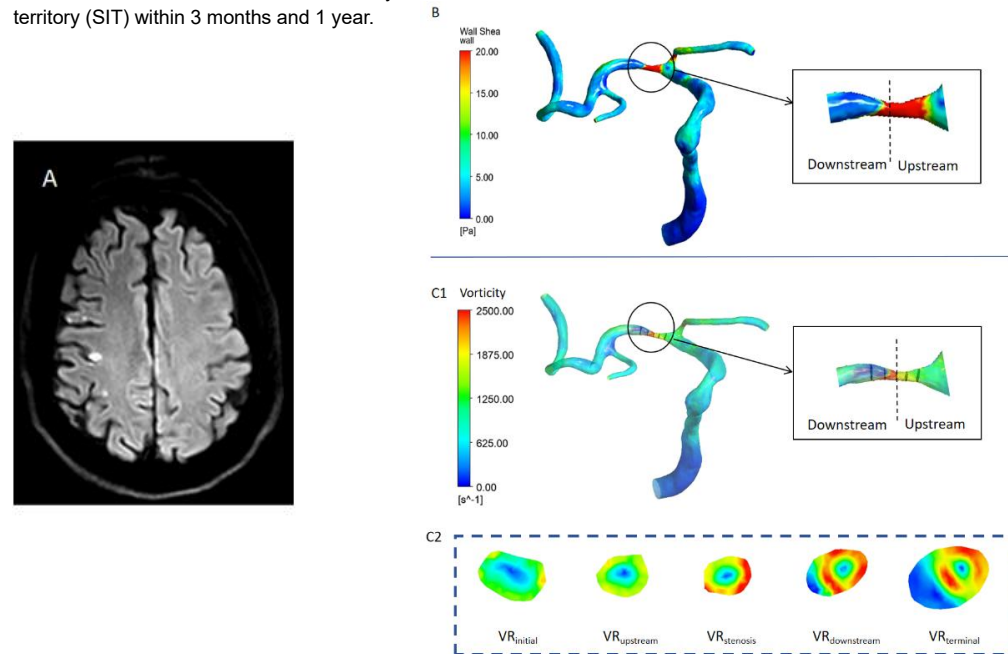 territory (SIT) within 3 months and 1 year.
A
B
Wall Shea
wall
20.00
15.00
10.00
5.00
0.00
[Pa]
Downstream Upstream
C1 Vorticity
2500.00
1875.00
1250.00
625.00
0.00
[s^-1]
Downstream Upstream
C2
VRinitial VRupstream VRstenosis VRdownstream VRterminal